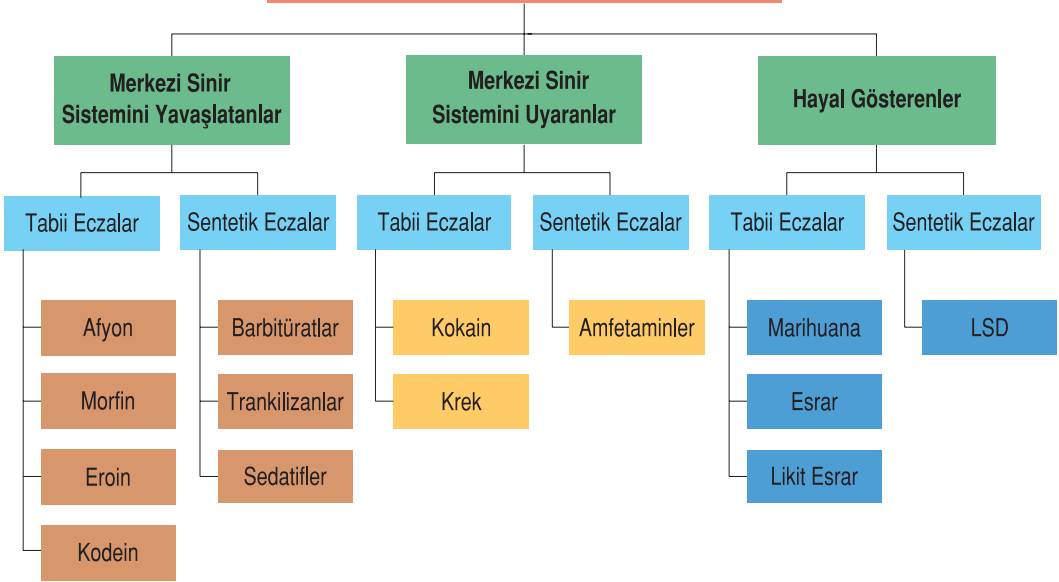 Merkezi Sinir
Sistemini Yavaşlatanlar
Merkezi Sinir
Sistemini Uyaranlar
Hayal Gösterenler
Tabii Eczalar
Sentetik Eczalar
Tabii Eczalar
Sentetik Eczalar
Tabii Eczalar
Sentetik Eczalar
Afyon
Barbitüratlar
Kokain
Amfetaminler
Marihuana
LSD
Morfin
Trankilizanlar
Krek
Esrar
Eroin
Sedatifler
Likit Esrar
Kodein